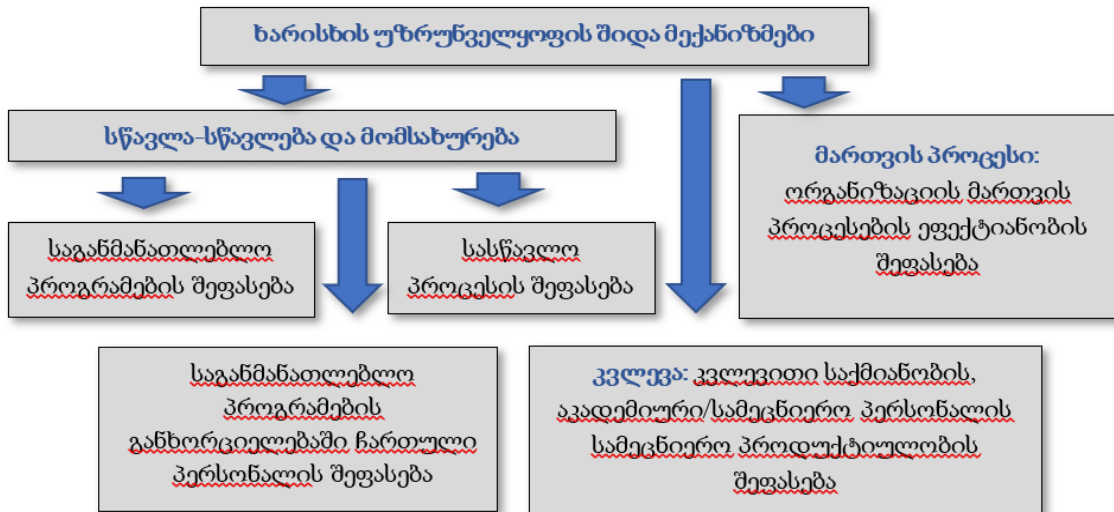 ხარისხის უზრუნველყოფის შიდა მექანიზმები
სწავლა-სწავლება და მომსახურება
მართვის პროცესი:
ორგანიზაციის მართვის
პროცესების ეფექტიანობის
შეფასება
საგანმანათლებლო
პროგრამების შეფასება
სასწავლო
პროცესის შეფასება
საგანმანათლებლო
პროგრამების
განხორციელებაში ჩართული
პერსონალის შეფასება
კვლევა: კვლევითი საქმიანობის,
აკადემიური/სამეცნიერო პერსონალის
სამეცნიერო პროდუქტიულობის
შეფასება